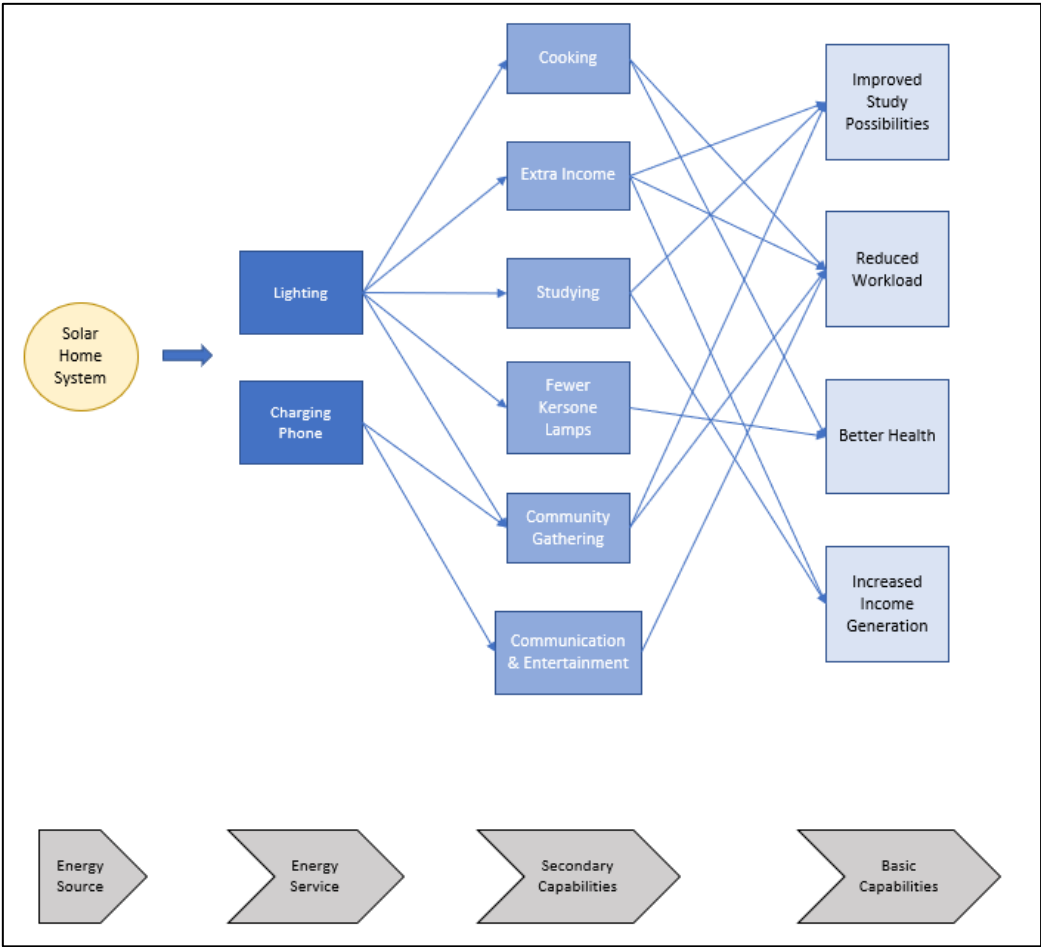 Solar
Home
System
Lighting
Charging
Phone
Cooking
Extra Income
Studying
Fewer
Kersone
Lamps
Community
Gathering
Communication
& Entertainment
Improved
Study
Possibilities
Reduced
Workload
Better Health
Increased
Income
Generation
Energy
Source
Energy
Service
Secondary
Capabilities
Basic
Capabilities